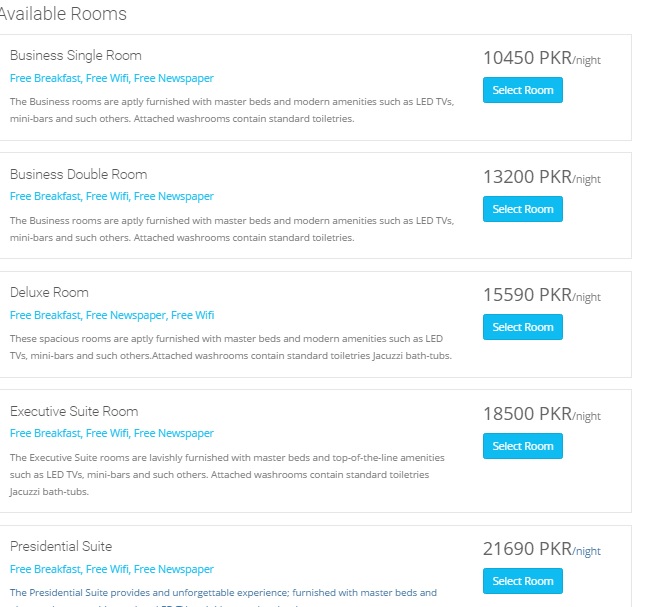 Available Rooms
Business Single Room
10450 PKR/night
Free Breakfast, Free Wifi, Free Newspaper
Select Room
The Business rooms are aptly furnished with master beds and modern amenities such as LED TVs,
mini-bars and such others. Attached washrooms contain standard toiletries.
Business Double Room
13200 PKR/night
Free Breakfast, Free Wifi, Free Newspaper
Select Room
The Business rooms are aptly furnished with master beds and modern amenities such as LED TVs,
mini-bars and such others. Attached washrooms contain standard toiletries.
Deluxe Room
15590 PKR/night
Free Breakfast, Free Newspaper, Free Wifi
Select Room
These spacious rooms are aptly furnished with master beds and modern amenities such as LED
TVs, mini-bars and such others.Attached washrooms contain standard toiletries Jacuzzi bath-tubs.
Executive Suite Room
18500 PKR/night
Free Breakfast, Free Wifi, Free Newspaper
Select Room
The Executive Suite rooms are lavishly furnished with master beds and top-of-the-line amenities
such as LED TVs, mini-bars and such others. Attached washrooms contain standard toiletries
Jacuzzi bath-tubs.
Presidential Suite
21690 PKR/night
Free Breakfast, Free Wifi, Free Newspaper
Select Room
The Presidential Suite provides and unforgettable experience; furnished with master beds and